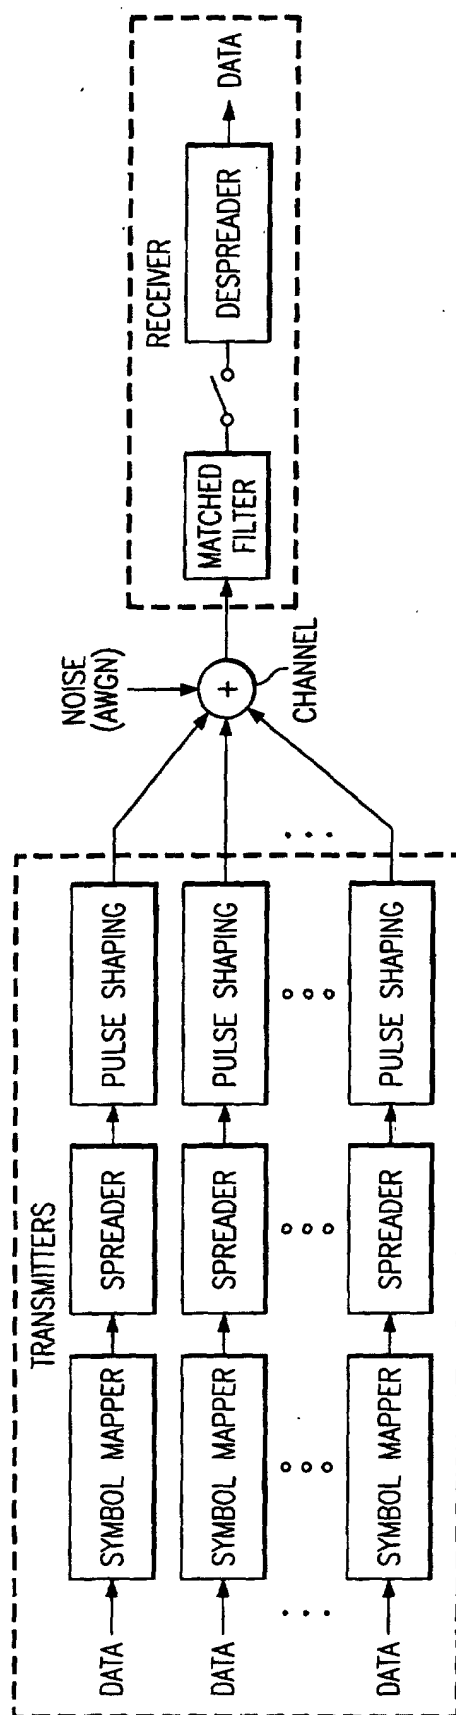 TRANSMITTERS
DATA
SYMBOL MAPPER
SPREADER
PULSE SHAPING
DATA
SYMBOL MAPPER
SPREADER
PULSE SHAPING
DATA
SYMBOL MAPPER
SPREADER
PULSE SHAPING
NOISE
(AWGN)
+
CHANNEL
RECEIVER
MATCHED
FILTER
DESPREADER
DATA